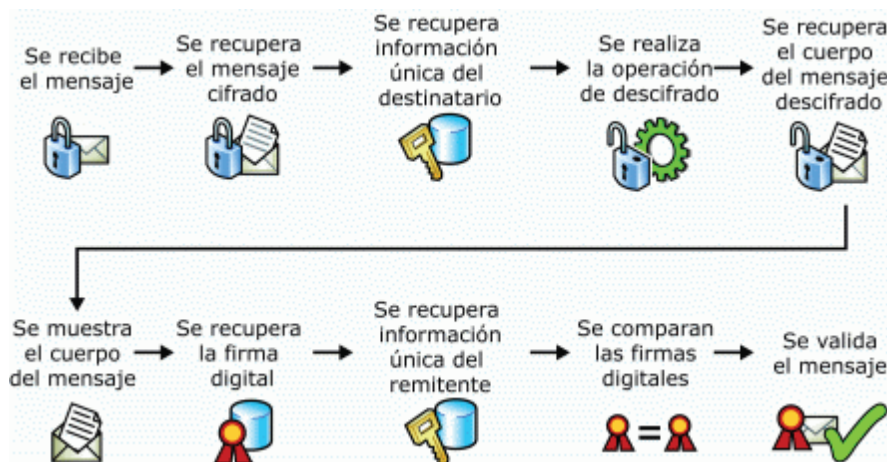 Se recibe
el mensaje
Se recupera
el mensaje
cifrado
Se recupera
información
única del
destinatario
Se realiza
la operación
de descifrado
Se recupera
el cuerpo
del mensaje
descifrado
Se muestra
el cuerpo
del mensaje
Se recupera
la firma
digital
Se recupera
información
única del
remitente
Se comparan
las firmas
digitales
=
Se valida
el mensaje